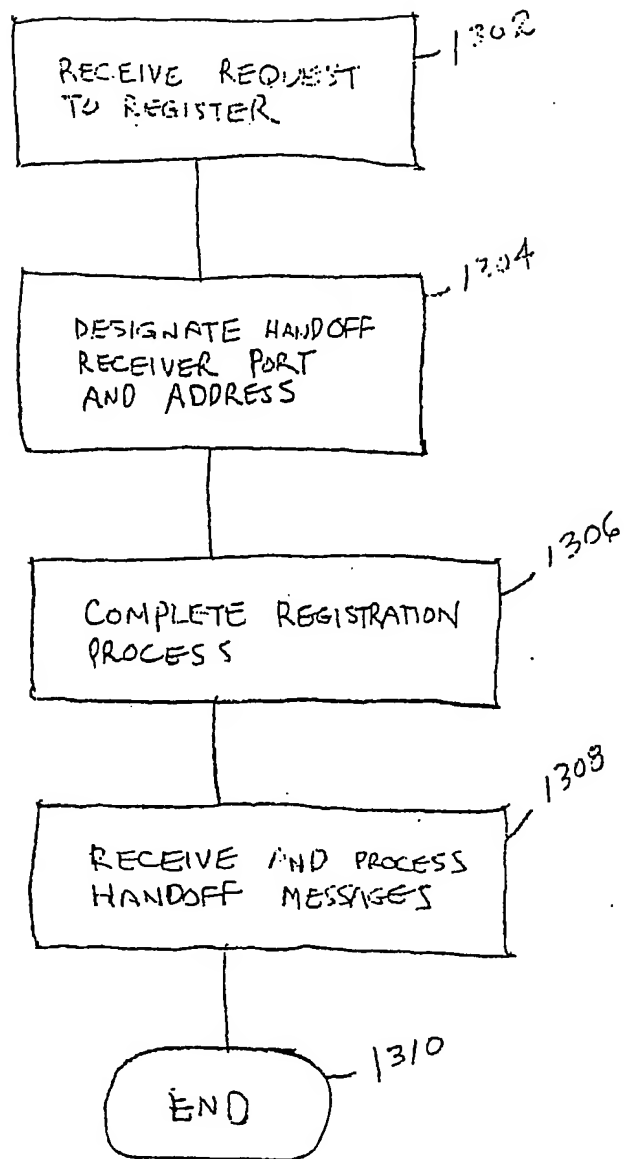 1302
RECEIVE REQUEST
TO REGISTER
1304
DESIGNATE HANDOFF
RECEIVER PORT
AND ADDRESS
1306
COMPLETE REGISTRATION
PROCESS
1308
RECEIVE AND PROCESS
HANDOFF MESSAGES
1310
END